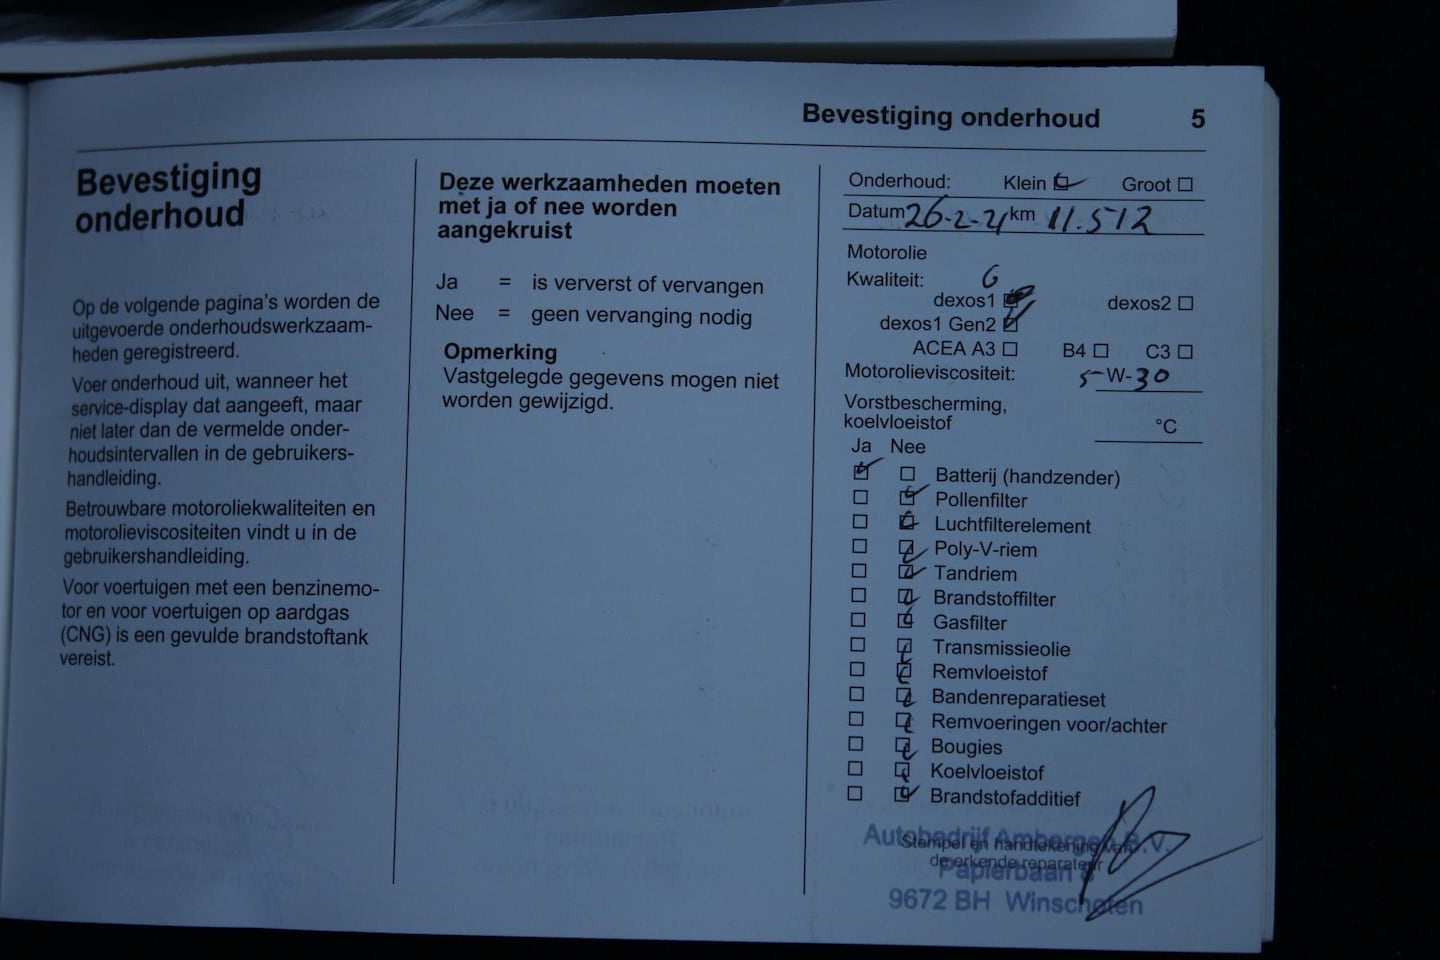 Bevestiging onderhoud 5
Bevestiging
onderhoud
Op de volgende pagina's worden de
uitgevoerde onderhoudswerkzaam-
heden geregistreerd.
Voer onderhoud uit, wanneer het
service-display dat aangeeft, maar
niet later dan de vermelde onder-
houdsintervallen in de gebruikers-
handleiding.
Betrouwbare motoroliekwaliteiten en
motorolieviscositeiten vindt u in de
gebruikershandleiding.
Voor voertuigen met een benzinemo-
tor en voor voertuigen op aardgas
(CNG) is een gevulde brandstoftank
vereist.
Deze werkzaamheden moeten
met ja of nee worden
aangekruist
Ja = is ververst of vervangen
Nee = geen vervanging nodig
Opmerking
Vastgelegde gegevens mogen niet
worden gewijzigd.
Onderhoud: Klein Groot
Datum 26-2-21 km 11.512
Motorolie
Kwaliteit:
dexos1 dexos2
dexos1 Gen2
ACEA A3 B4 C3
Motorolieviscositeit: 5-W-30
Vorstbescherming,
koelvloeistof °C
Ja Nee
Batterij (handzender)
Pollenfilter
Luchtfilterelement
Poly-V-riem
Tandriem
Brandstoffilter
Gasfilter
Transmissieolie
Remvloeistof
Bandenreparatieset
Remvoeringen voor/achter
Bougies
Koelvloeistof
Brandstofadditief
Autobedrijf Ambergen B.V.
Stempel en handtekening van
de erkende reparateur
Papierbaan 8
9672 BH Winschoten